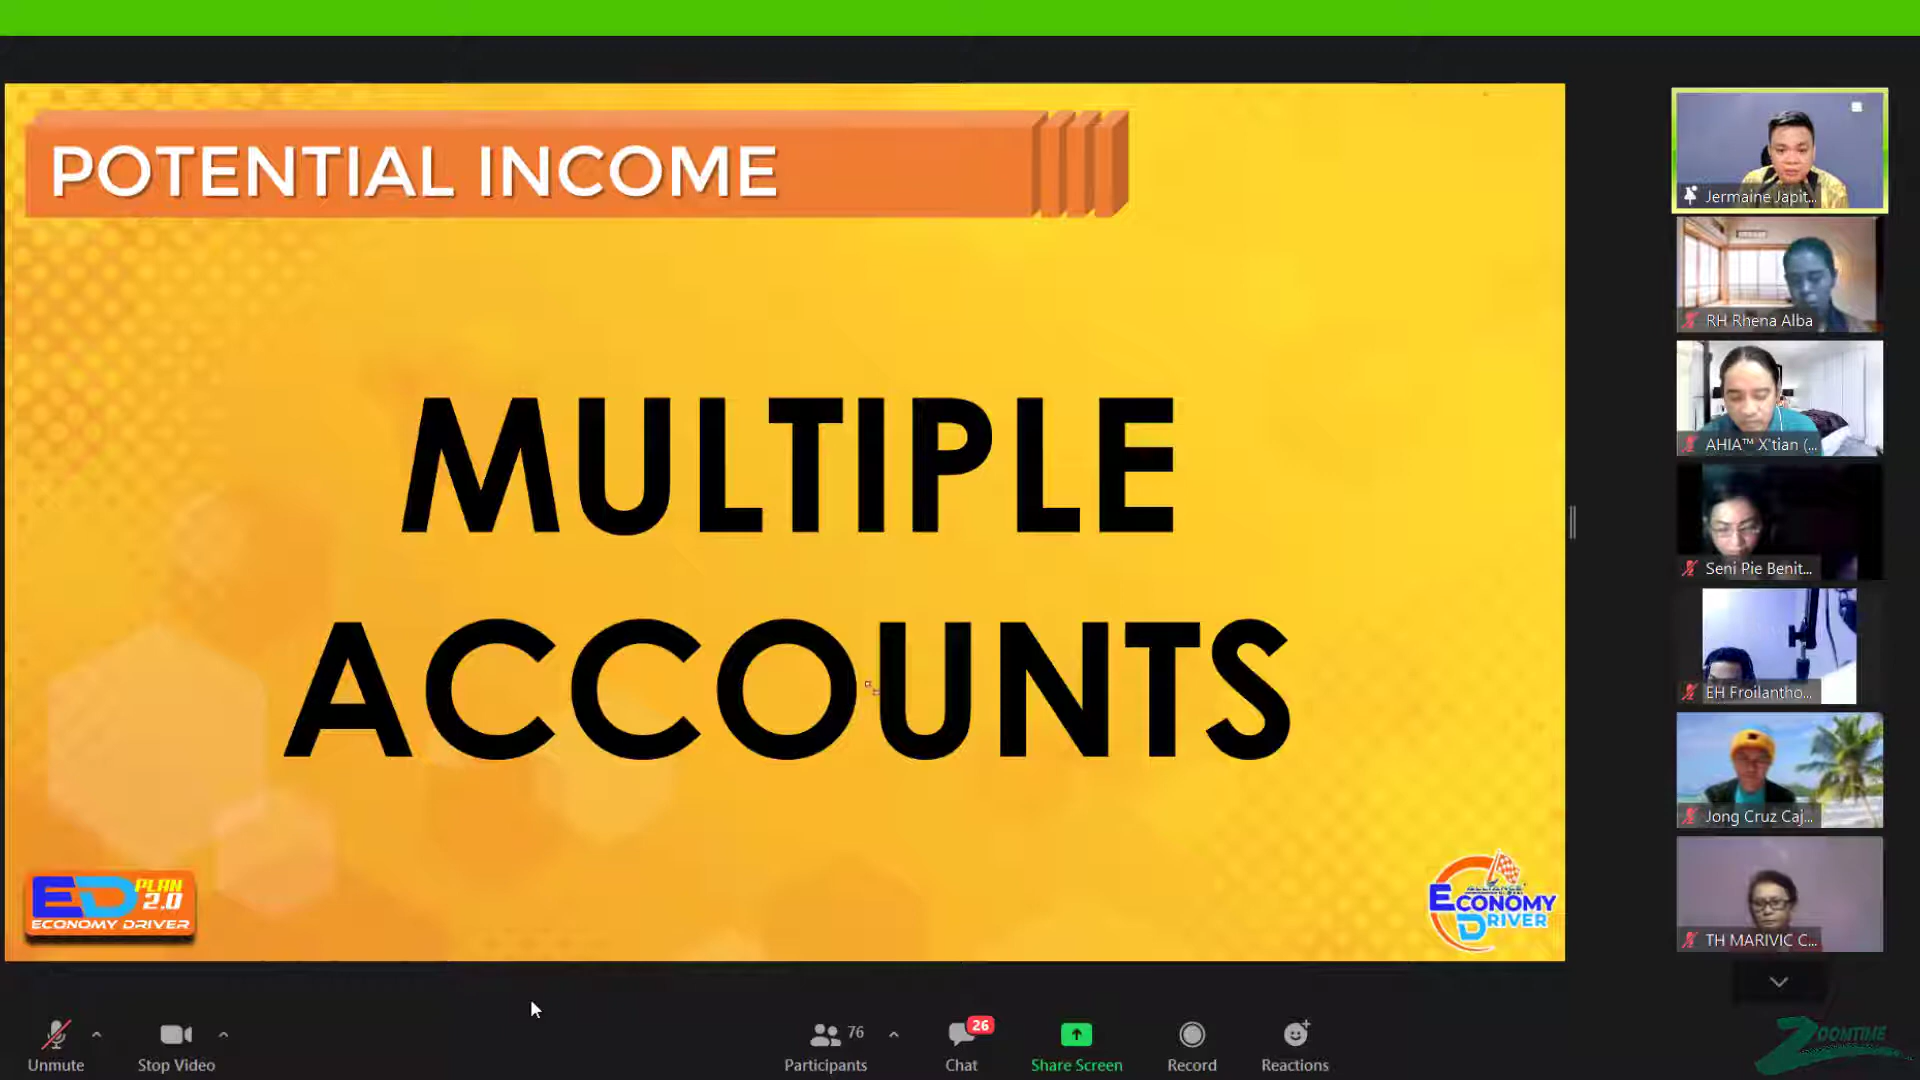 POTENTIAL INCOME
MULTIPLE
ACCOUNTS
ED PLAN
2.0
ECONOMY DRIVER
ALLIANCE
ECONOMY
DRIVER
Jermaine Japit...
RH Rhena Alba
AHIA™ X'tian (...
Seni Pie Benit...
EH Froilantho...
Jong Cruz Caj...
TH MARIVIC C...
Unmute
Stop Video
76
Participants
26
Chat
Share Screen
Record
Reactions
ZOOMTIME